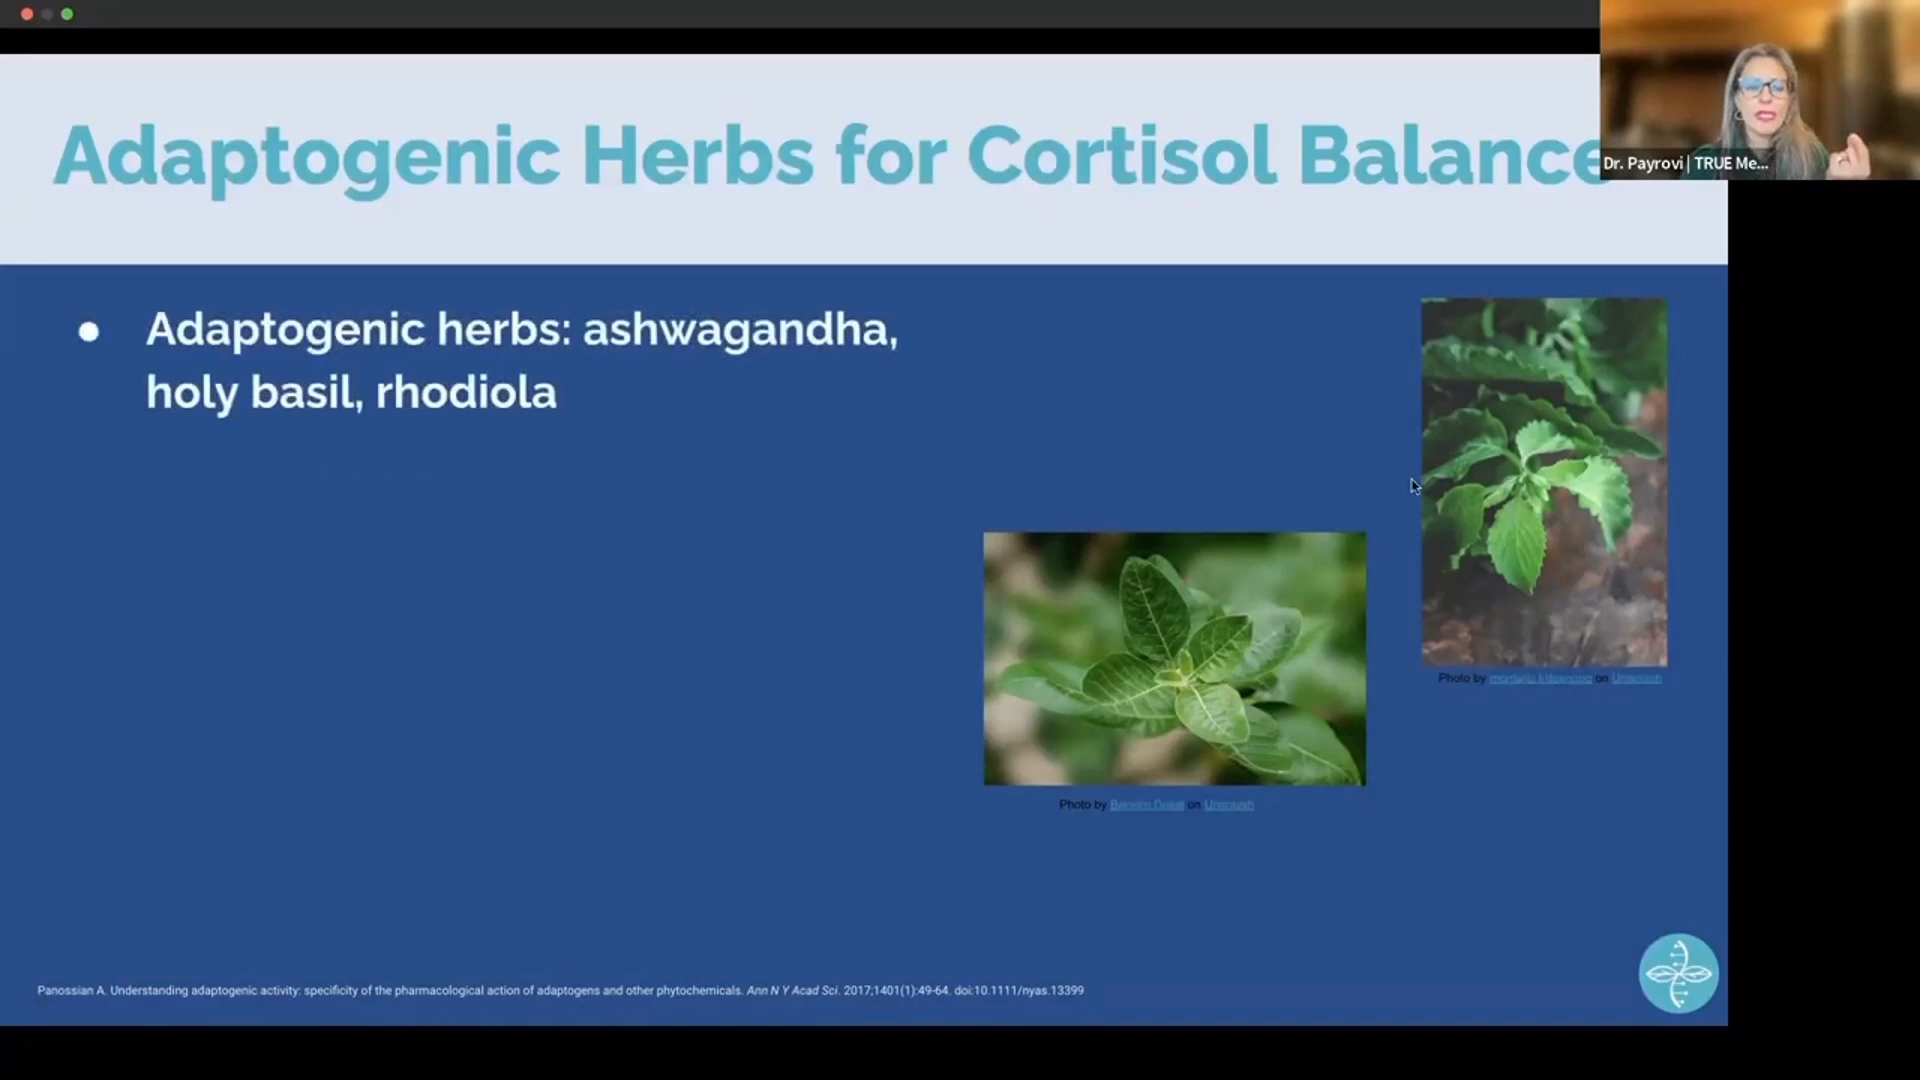 Adaptogenic Herbs for Cortisol Balance
Dr. Payrovi | TRUE Me...
Adaptogenic herbs: ashwagandha,
holy basil, rhodiola
Photo by on Unsplash
Photo by on Unsplash
Panossian A. Understanding adaptogenic activity: specificity of the pharmacological action of adaptogens and other phytochemicals. Ann N Y Acad Sci. 2017;1401(1):49-64. doi:10.1111/nyas.13399